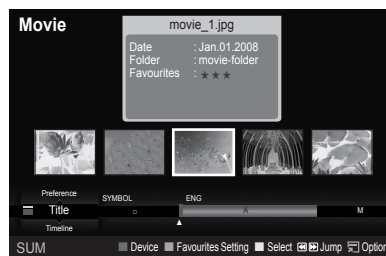 Movie
movie_1.jpg
Date : Jan.01.2008
Folder : movie-folder
Favourites : ★ ★ ★
Preference
SYMBOL ENG
Title A M
Timeline
SUM Device Favourites Setting Select Jump Option